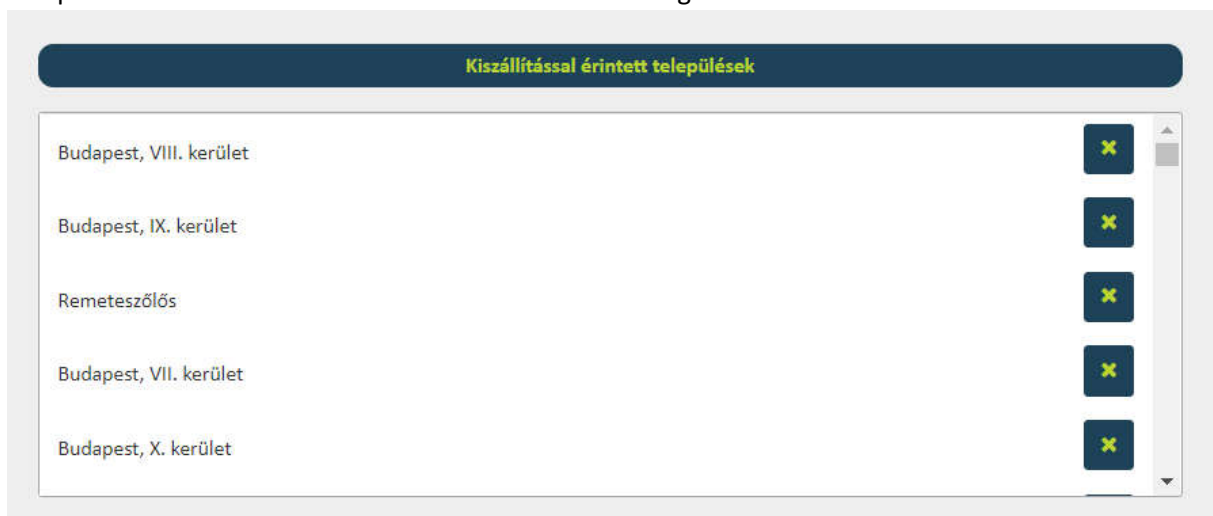 Kiszállítással érintett települések
Budapest, VIII. kerület
Budapest, IX. kerület
Remeteszőlős
Budapest, VII. kerület
Budapest, X. kerület